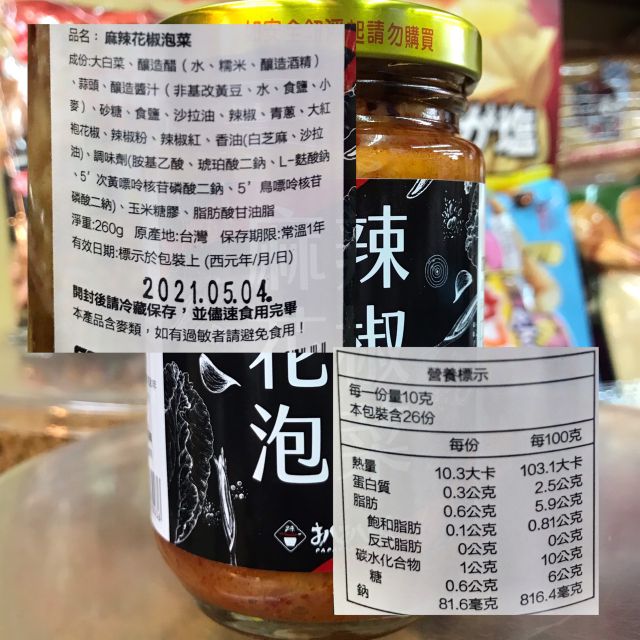 起請勿購買
品名：麻辣花椒泡菜
成份:大白菜、釀造醋（水、糯米、釀造酒精）
、蒜頭、釀造醬汁（非基改黃豆、水、食鹽、小
麥）、砂糖、食鹽、沙拉油、辣椒、青蔥、大紅
袍花椒、辣椒粉、辣椒紅、香油(白芝麻、沙拉
油)、調味劑(胺基乙酸、琥珀酸二鈉、L-麩酸鈉
、5’次黃嘌呤核苷磷酸二鈉、5’鳥嘌呤核苷
磷酸二鈉)、玉米糖膠、脂肪酸甘油脂
淨重:260g 原產地:台灣 保存期限:常溫1年
有效日期:標示於包裝上 (西元年/月/日)
2021.05.04.
開封後請冷藏保存，並儘速食用完畢
本產品含麥類，如有過敏者請避免食用！
麻辣
花椒
泡菜
扒扒
營養標示
每一份量10克
本包裝含26份
每份 每100克
熱量 10.3大卡 103.1大卡
蛋白質 0.3公克 2.5公克
脂肪 0.6公克 5.9公克
飽和脂肪 0.1公克 0.81公克
反式脂肪 0公克 0公克
碳水化合物 1公克 10公克
糖 0.6公克 6公克
鈉 81.6毫克 816.4毫克